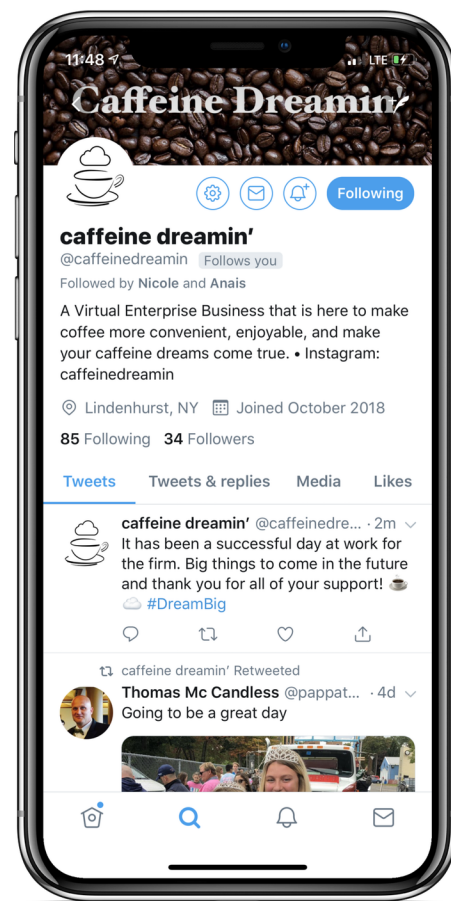 11:48
LTE
Caffeine Dreamin'
Following
caffeine dreamin'
@caffeinedreamin Follows you
Followed by Nicole and Anais
A Virtual Enterprise Business that is here to make
coffee more convenient, enjoyable, and make
your caffeine dreams come true. • Instagram:
caffeinedreamin
Lindenhurst, NY Joined October 2018
85 Following 34 Followers
Tweets Tweets & replies Media Likes
caffeine dreamin' @caffeinedre... · 2m
It has been a successful day at work for
the firm. Big things to come in the future
and thank you for all of your support! ☕
☁️ #DreamBig
caffeine dreamin' Retweeted
Thomas Mc Candless @pappat... · 4d
Going to be a great day